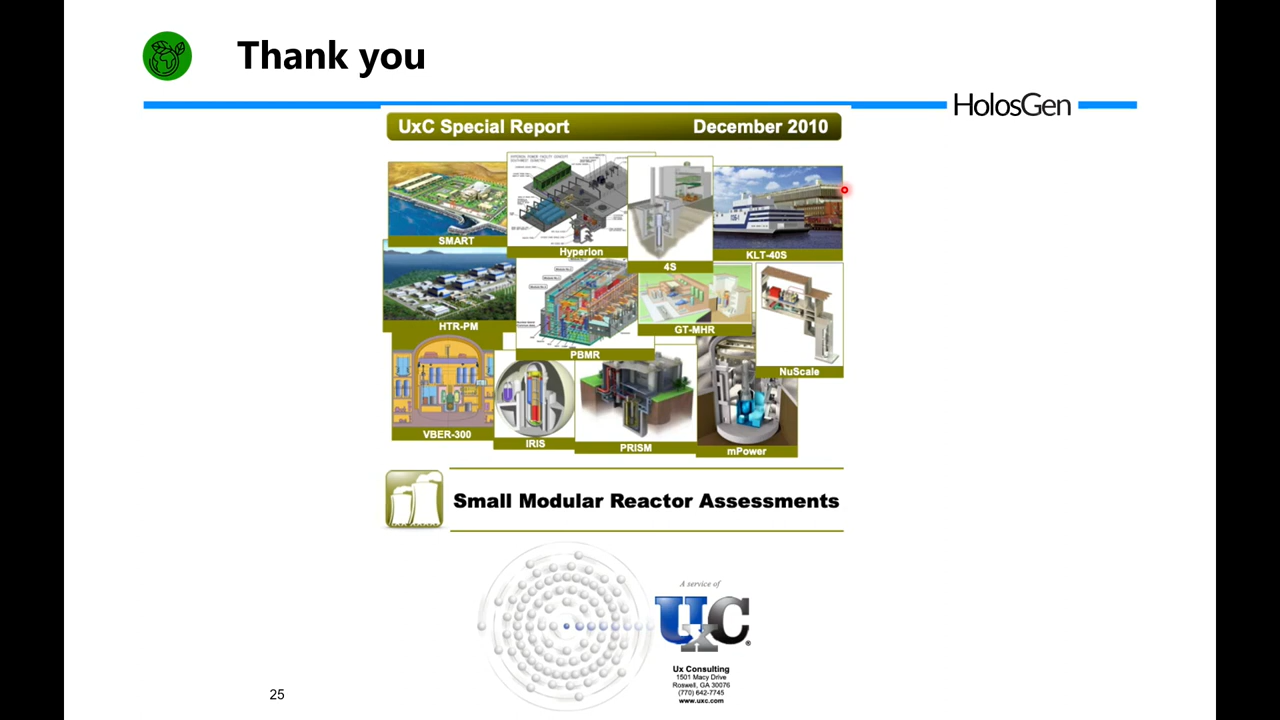 Thank you
HolosGen
UxC Special Report
December 2010
SMART
Hyperion
4S
KLT-40S
HTR-PM
PBMR
GT-MHR
NuScale
VBER-300
IRIS
PRISM
mPower
Small Modular Reactor Assessments
A service of
UxC
Ux Consulting
1501 Macy Drive
Roswell, GA 30076
(770) 642-7745
www.uxc.com
25